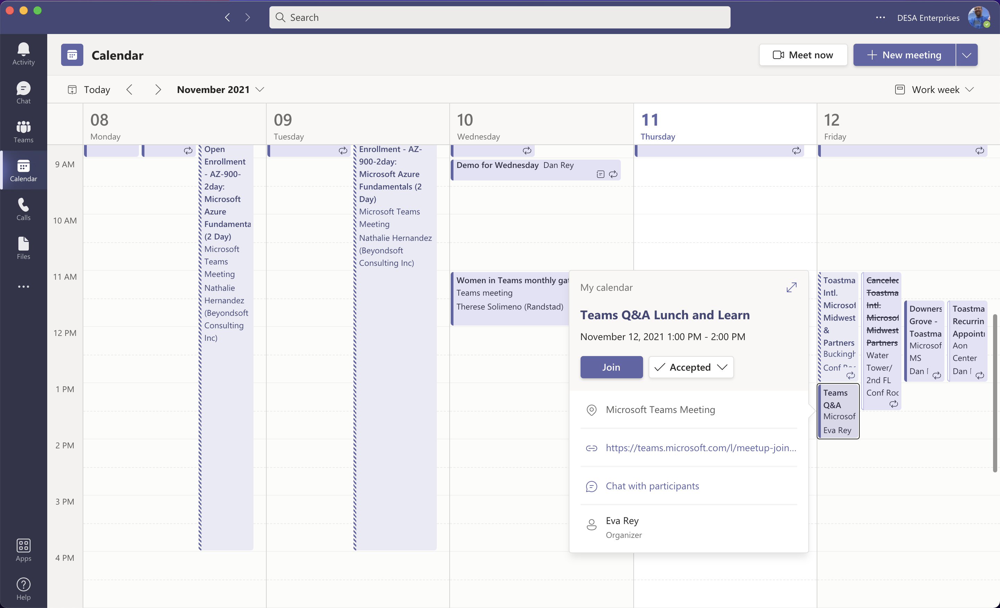 Search
DESA Enterprises
Activity
Chat
Teams
Calendar
Calls
Files
Apps
Help
Calendar
Meet now
New meeting
Today
November 2021
Work week
08
Monday
09
Tuesday
10
Wednesday
11
Thursday
12
Friday
9 AM
10 AM
11 AM
12 PM
1 PM
2 PM
3 PM
4 PM
Open
Enrollment
- AZ-900-
2day:
Microsoft
Azure
Fundamenta
(2 Day)
Microsoft
Teams
Meeting
Nathalie
Hernandez
(Beyondsoft
Consulting
Inc)
Enrollment - AZ-
900-2day:
Microsoft Azure
Fundamentals (2
Day)
Microsoft Teams
Meeting
Nathalie Hernandez
(Beyondsoft
Consulting Inc)
Demo for Wednesday Dan Rey
Women in Teams monthly gat
Teams meeting
Therese Solimeno (Randstad)
My calendar
Teams Q&A Lunch and Learn
November 12, 2021 1:00 PM - 2:00 PM
Join
Accepted
Microsoft Teams Meeting
https://teams.microsoft.com/l/meetup-join...
Chat with participants
Eva Rey
Organizer
Toastma
Intl.
Microsof
Midwest
&
Partners
Buckingh
Conf
Canceled
Toastma
Intl.
Microsof
Midwest
Partners
Water
Tower/
2nd FL
Conf Roo
Downers
Grove -
Toastma
Microsof
MS
Dan
Toastma
Recurrin
Appoint
Aon
Center
Dan
Teams
Q&A
Microsof
Eva Rey